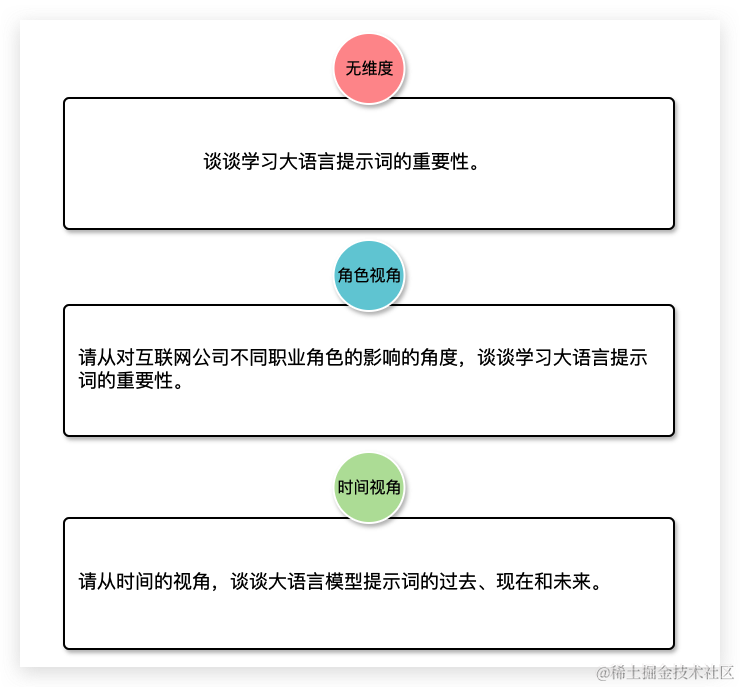 无维度
谈谈学习大语言提示词的重要性。
角色视角
请从对互联网公司不同职业角色的影响的角度，谈谈学习大语言提示
词的重要性。
时间视角
请从时间的视角，谈谈大语言模型提示词的过去、现在和未来。
@稀土掘金技术社区